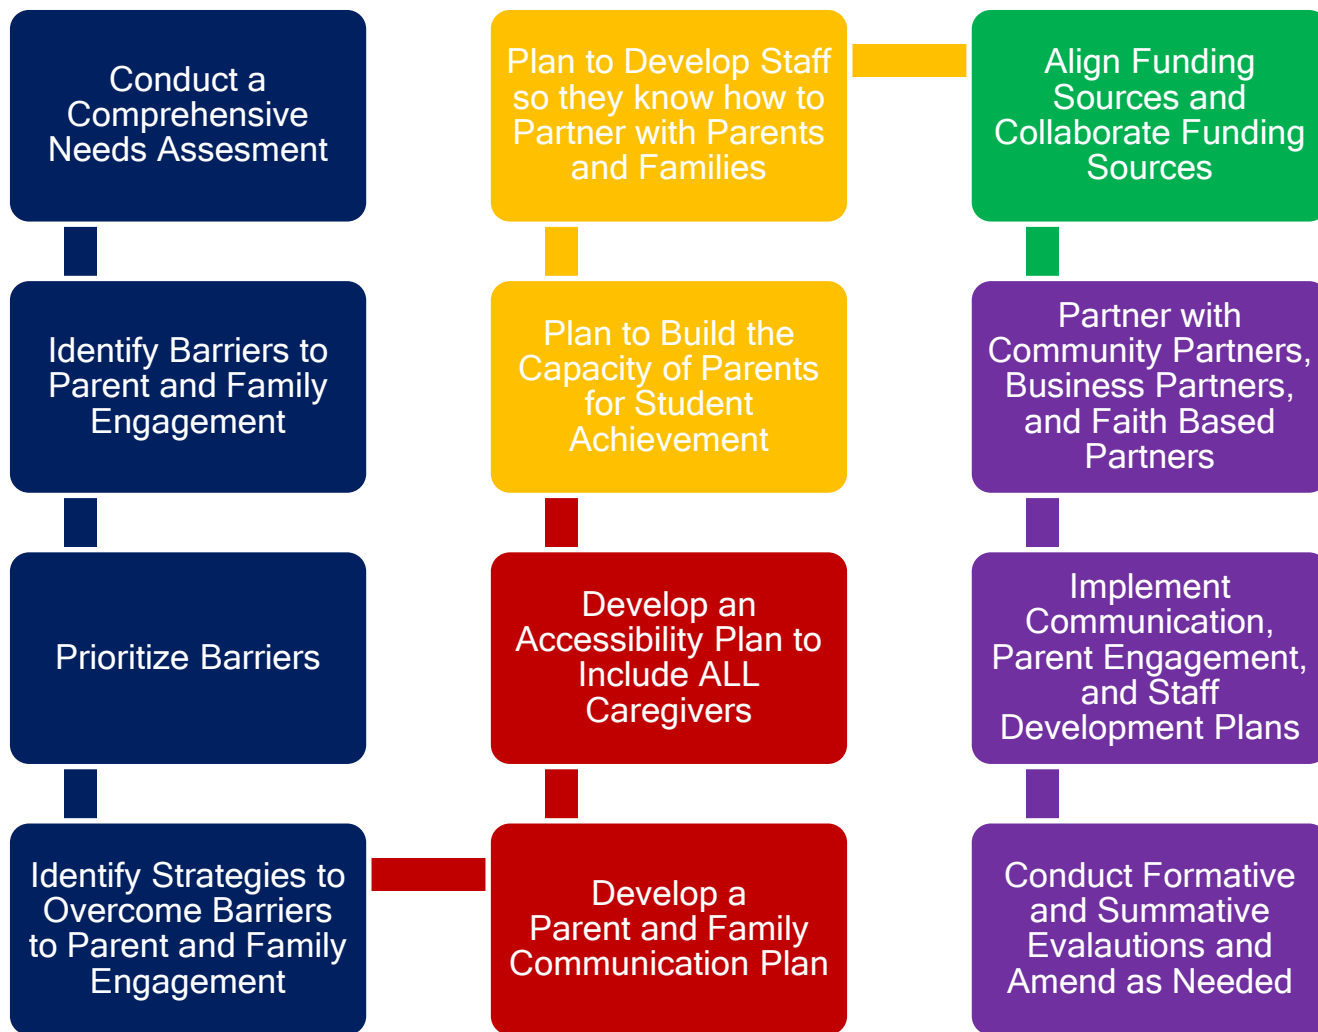 Conduct a
Comprehensive
Needs Assesment
Identify Barriers to
Parent and Family
Engagement
Prioritize Barriers
Identify Strategies to
Overcome Barriers
to Parent and Family
Engagement
Develop a
Parent and Family
Communication Plan
Develop an
Accessibility Plan to
Include ALL
Caregivers
Plan to Build the
Capacity of Parents
for Student
Achievement
Plan to Develop Staff
so they know how to
Partner with Parents
and Families
Align Funding
Sources and
Collaborate Funding
Sources
Partner with
Community Partners,
Business Partners,
and Faith Based
Partners
Implement
Communication,
Parent Engagement,
and Staff
Development Plans
Conduct Formative
and Summative
Evalautions and
Amend as Needed